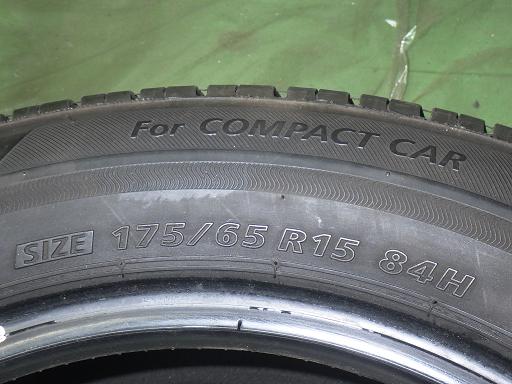 For COMPACT CAR
SIZE 175/65 R15 84H